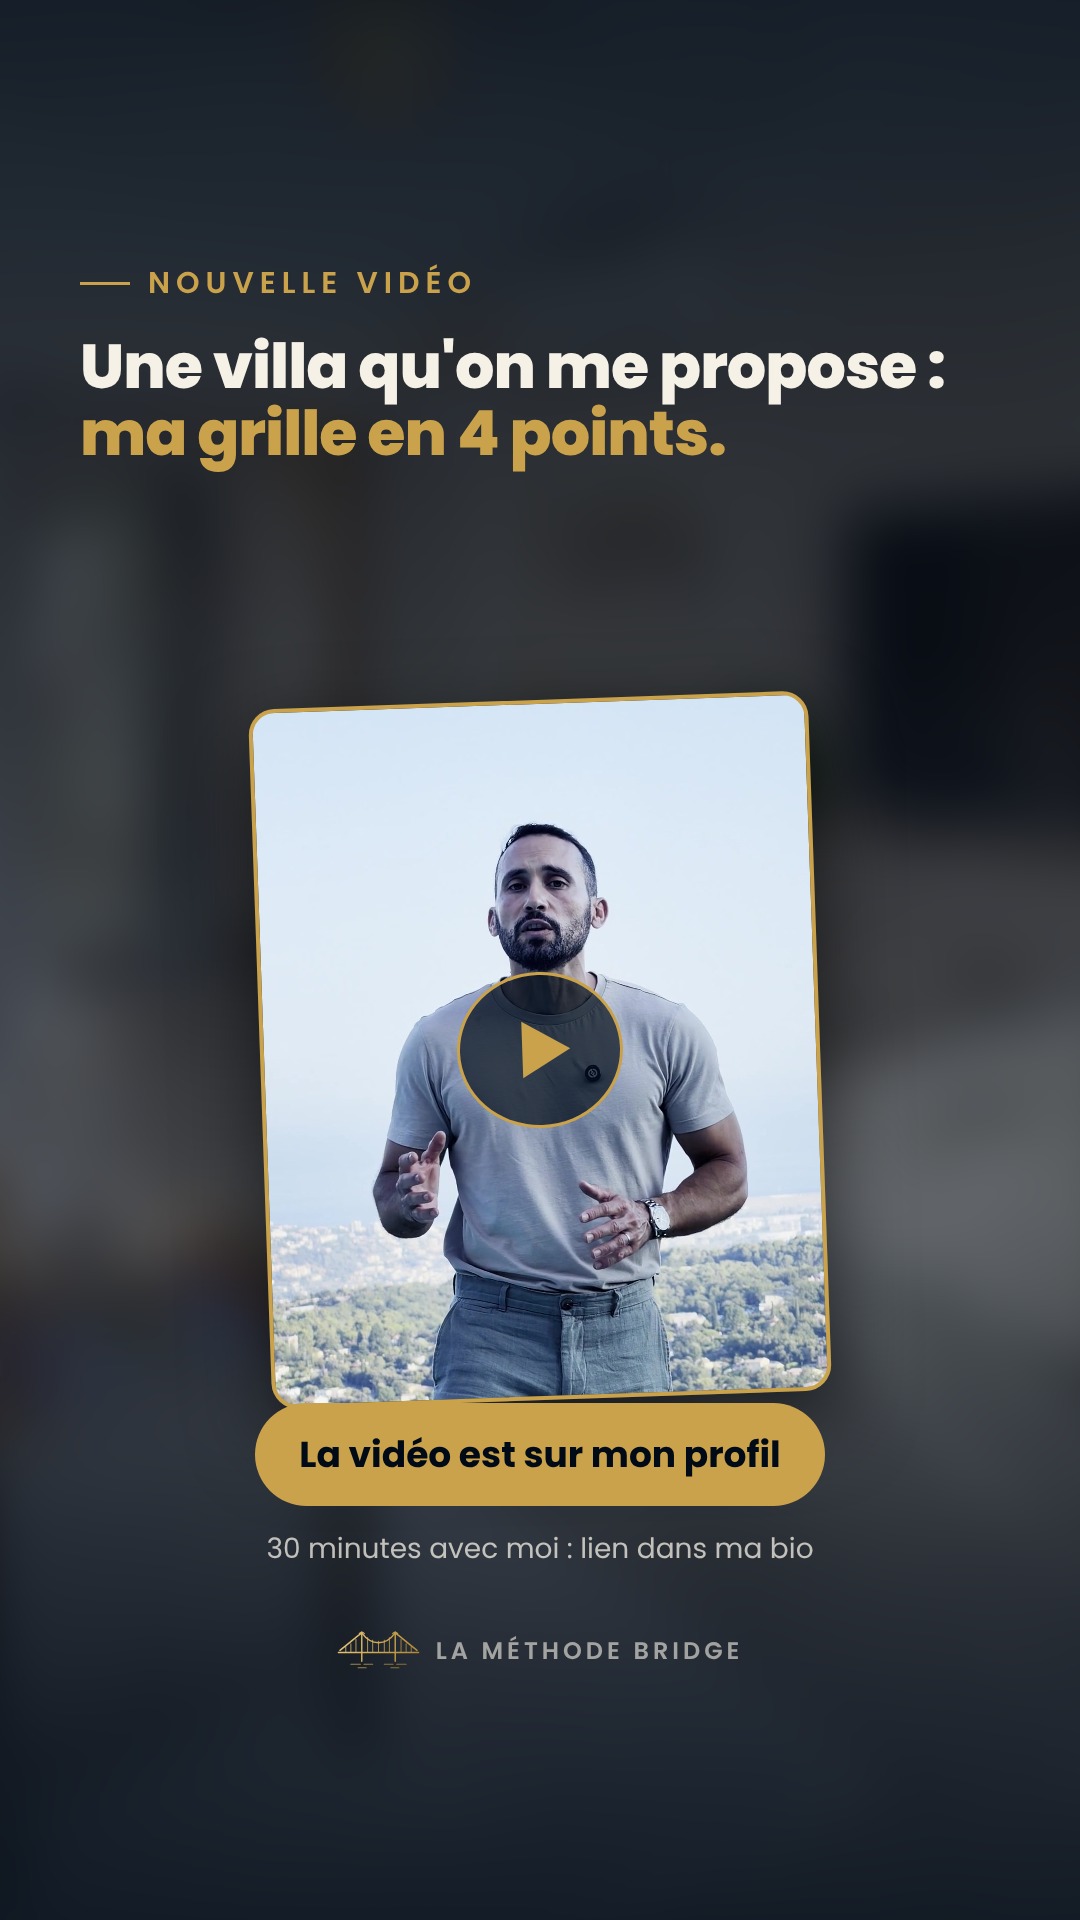 NOUVELLE VIDÉO
Une villa qu'on me propose :
ma grille en 4 points.
La vidéo est sur mon profil
30 minutes avec moi : lien dans ma bio
LA MÉTHODE BRIDGE